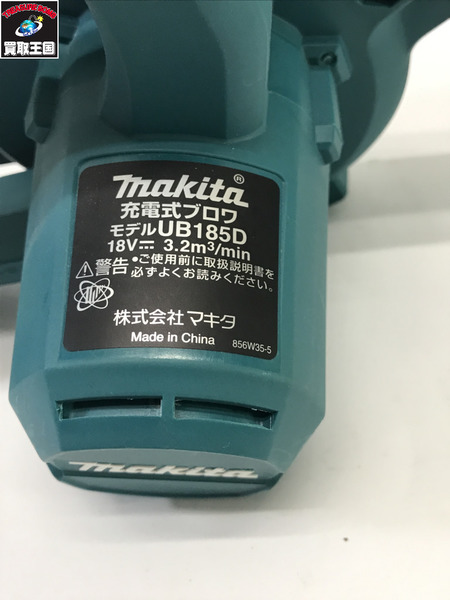 買取王国
makita®
充電式ブロワ
モデルUB185D
18V⎓ 3.2m³/min
⚠警告 •ご使用前に取扱説明書を
必ずよくお読みください。
株式会社 マキタ
Made in China
856W35-5
makita